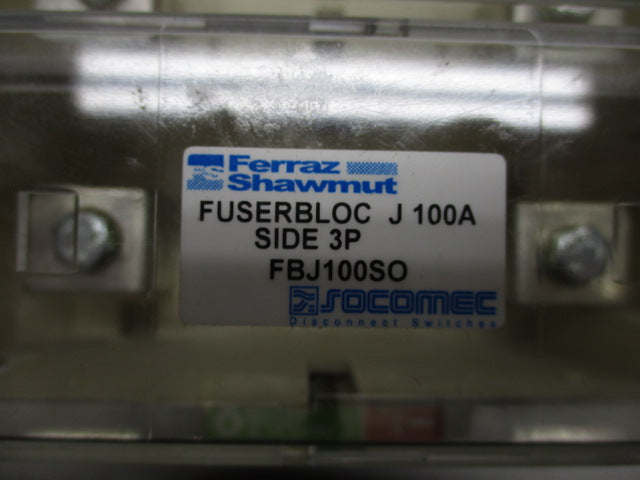 Ferraz
Shawmut
FUSERBLOC J 100A
SIDE 3P
FBJ100SO
SOCOMEC
Disconnect Switches